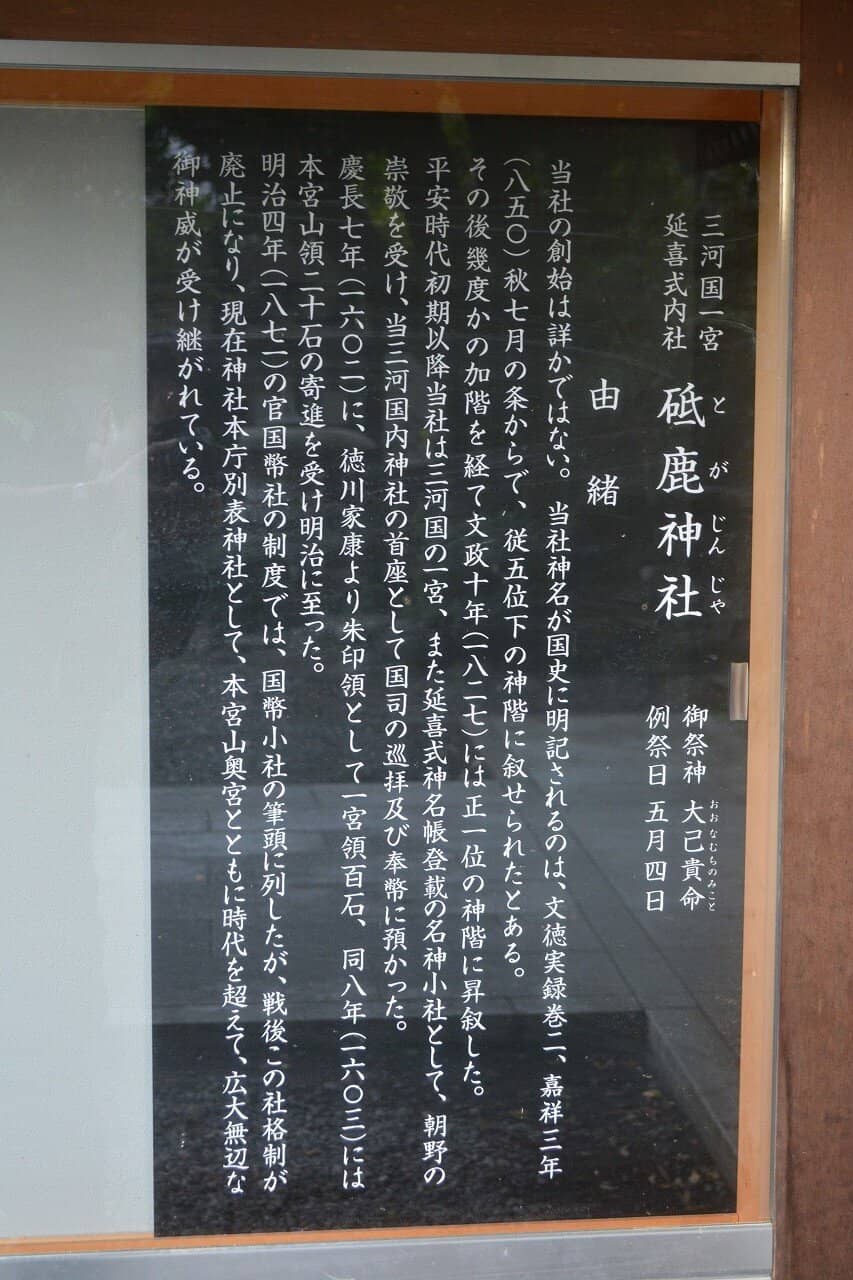 三河国一宮
延喜式内社
とがじんじゃ
砥鹿神社
御祭神 大己貴命
おおなむちのみこと
例祭日 五月四日
由緒
当社の創始は詳かではない。当社神名が国史に明記されるのは、文徳実録巻二、嘉祥三年
(八五〇)秋七月の条からで、従五位下の神階に叙せられたとある。
その後幾度かの加階を経て文政十年(一八二七)には正一位の神階に昇叙した。
平安時代初期以降当社は三河国の一宮、また延喜式神名帳登載の名神小社として、朝野の
崇敬を受け、当三河国内神社の首座として国司の巡拝及び奉幣に預かった。
慶長七年(一六〇二)に、徳川家康より朱印領として一宮領百石、同八年(一六〇三)には
本宮山領二十石の寄進を受け明治に至った。
明治四年(一八七一)の官国幣社の制度では、国幣小社の筆頭に列したが、戦後この社格制が
廃止になり、現在神社本庁別表神社として、本宮山奥宮とともに時代を超えて、広大無辺な
御神威が受け継がれている。